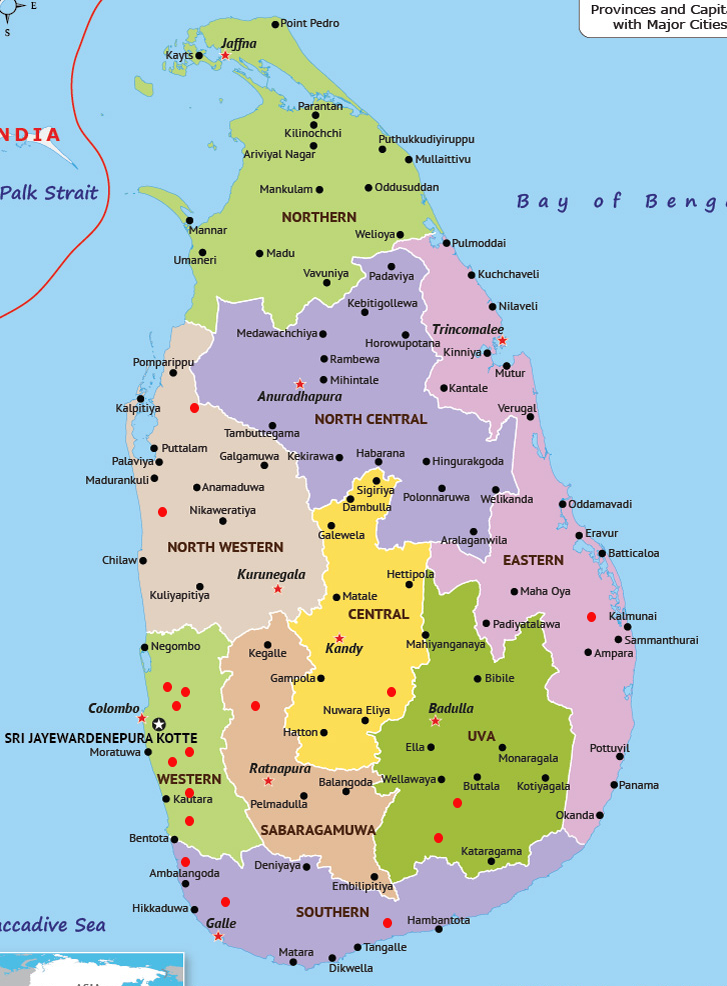 Provinces and Capit
with Major Cities
E
S
Point Pedro
Jaffna
Kayts
Parantan
Kilinochchi
NDIA
Puthukkudiyiruppu
Ariviyal Nagar
Mullaittivu
Palk Strait
Mankulam
Oddusuddan
Bay of Beng
NORTHERN
Mannar
Welioya
Pulmoddai
Umaneri
Madu
Vavuniya
Padaviya
Kuchchaveli
Kebitigollewa
Nilaveli
Medawachchiya
Trincomalee
Horowupotana
Kinniya
Pomparippu
Rambewa
Mutur
Mihintale
Kantale
Anuradhapura
Kalpitiya
Verugal
NORTH CENTRAL
Tambuttegama
Puttalam
Galgamuwa
Kekirawa
Habarana
Hingurakgoda
Palaviya
Madurankuli
Anamaduwa
Sigiriya
Polonnaruwa
Welikanda
Dambulla
Oddamavadi
Nikaweratiya
Galewela
Aralaganwila
Eravur
NORTH WESTERN
Batticaloa
Chilaw
EASTERN
Kurunegala
Hettipola
Kuliyapitiya
Matale
Maha Oya
CENTRAL
Kalmunai
Padiyatalawa
Negombo
Kegalle
Kandy
Mahiyanganaya
Sammanthurai
Ampara
Gampola
Bibile
Colombo
Nuwara Eliya
Badulla
SRI JAYEWARDENEPURA KOTTE
Hatton
UVA
Moratuwa
Ella
Monaragala
Pottuvil
Ratnapura
WESTERN
Balangoda
Wellawaya
Buttala
Kotiyagala
Panama
Kautara
Pelmadulla
Okanda
SABARAGAMUWA
Bentota
Kataragama
Ambalangoda
Deniyaya
Embilipitiya
Hikkaduwa
SOUTHERN
Galle
Hambantota
accadive Sea
Matara
Tangalle
Dikwella